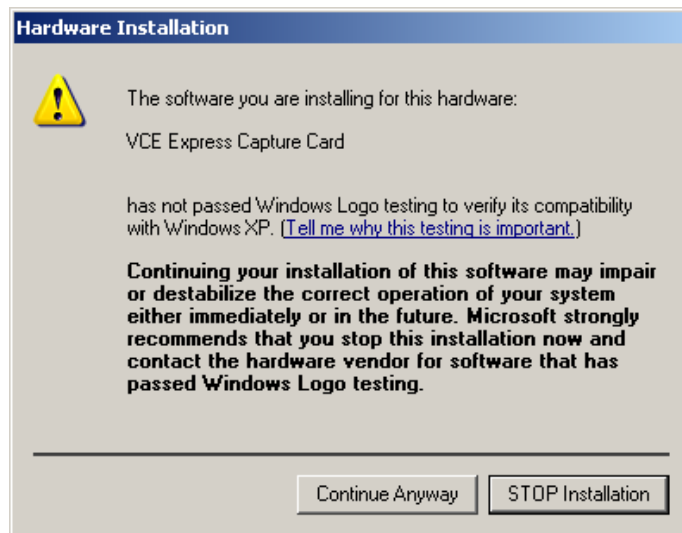 Hardware Installation
The software you are installing for this hardware:
VCE Express Capture Card
has not passed Windows Logo testing to verify its compatibility
with Windows XP. (Tell me why this testing is important.)
Continuing your installation of this software may impair
or destabilize the correct operation of your system
either immediately or in the future. Microsoft strongly
recommends that you stop this installation now and
contact the hardware vendor for software that has
passed Windows Logo testing.
Continue Anyway STOP Installation